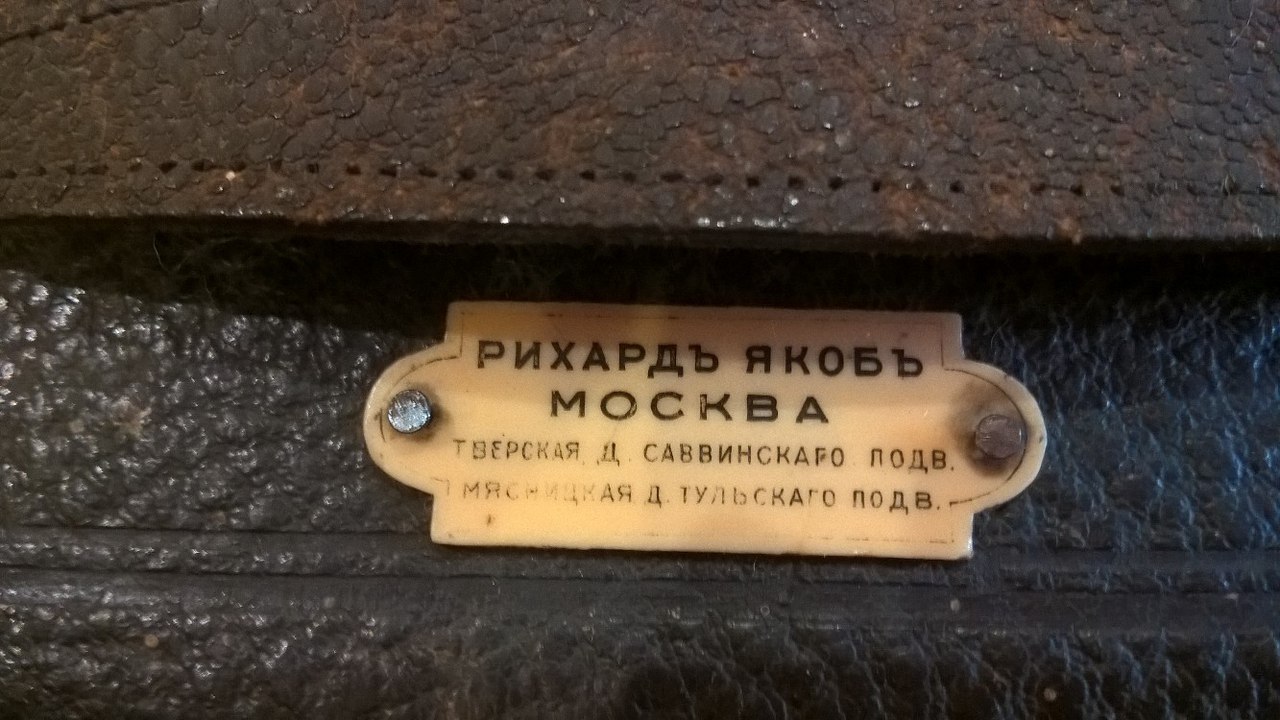 РИХАРДЪ ЯКОБЪ
МОСКВА
ТВЕРСКАЯ. Д. САВВИНСКАГО ПОДВ.
МЯСНИЦКАЯ Д. ТУЛЬСКАГО ПОДВ.